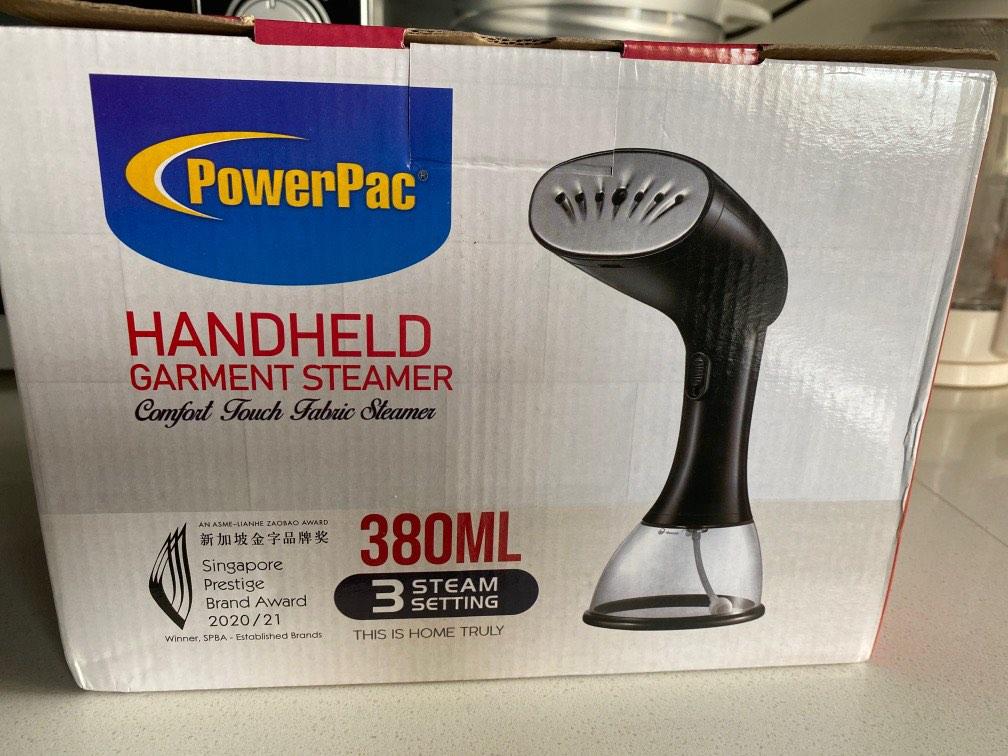 PowerPac®
HANDHELD
GARMENT STEAMER
Comfort Touch Fabric Steamer
AN ASME-LIANHE ZAOBAO AWARD
新加坡金字品牌奖
Singapore
Prestige
Brand Award
2020/21
Winner, SPBA - Established Brands
380ML
3 STEAM
SETTING
THIS IS HOME TRULY